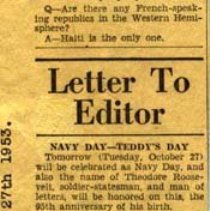 Q—Are there any French-speak-
ing republics in the Western Hemi-
sphere?
A—Haiti is the only one.
Letter To
Editor
NAVY DAY—TEDDY'S DAY
Tomorrow (Tuesday, October 27)
will be celebrated as Navy Day, and
also the name of Theodore Roose-
velt, soldier-statesman, and man of
letters, will be honored on this, the
95th anniversary of his birth.
27th 1953.